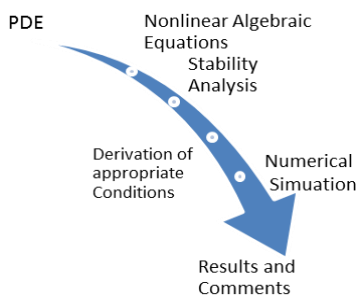 PDE
Nonlinear Algebraic
Equations
Stability
Analysis
Derivation of
appropriate
Conditions
Numerical
Simuation
Results and
Comments